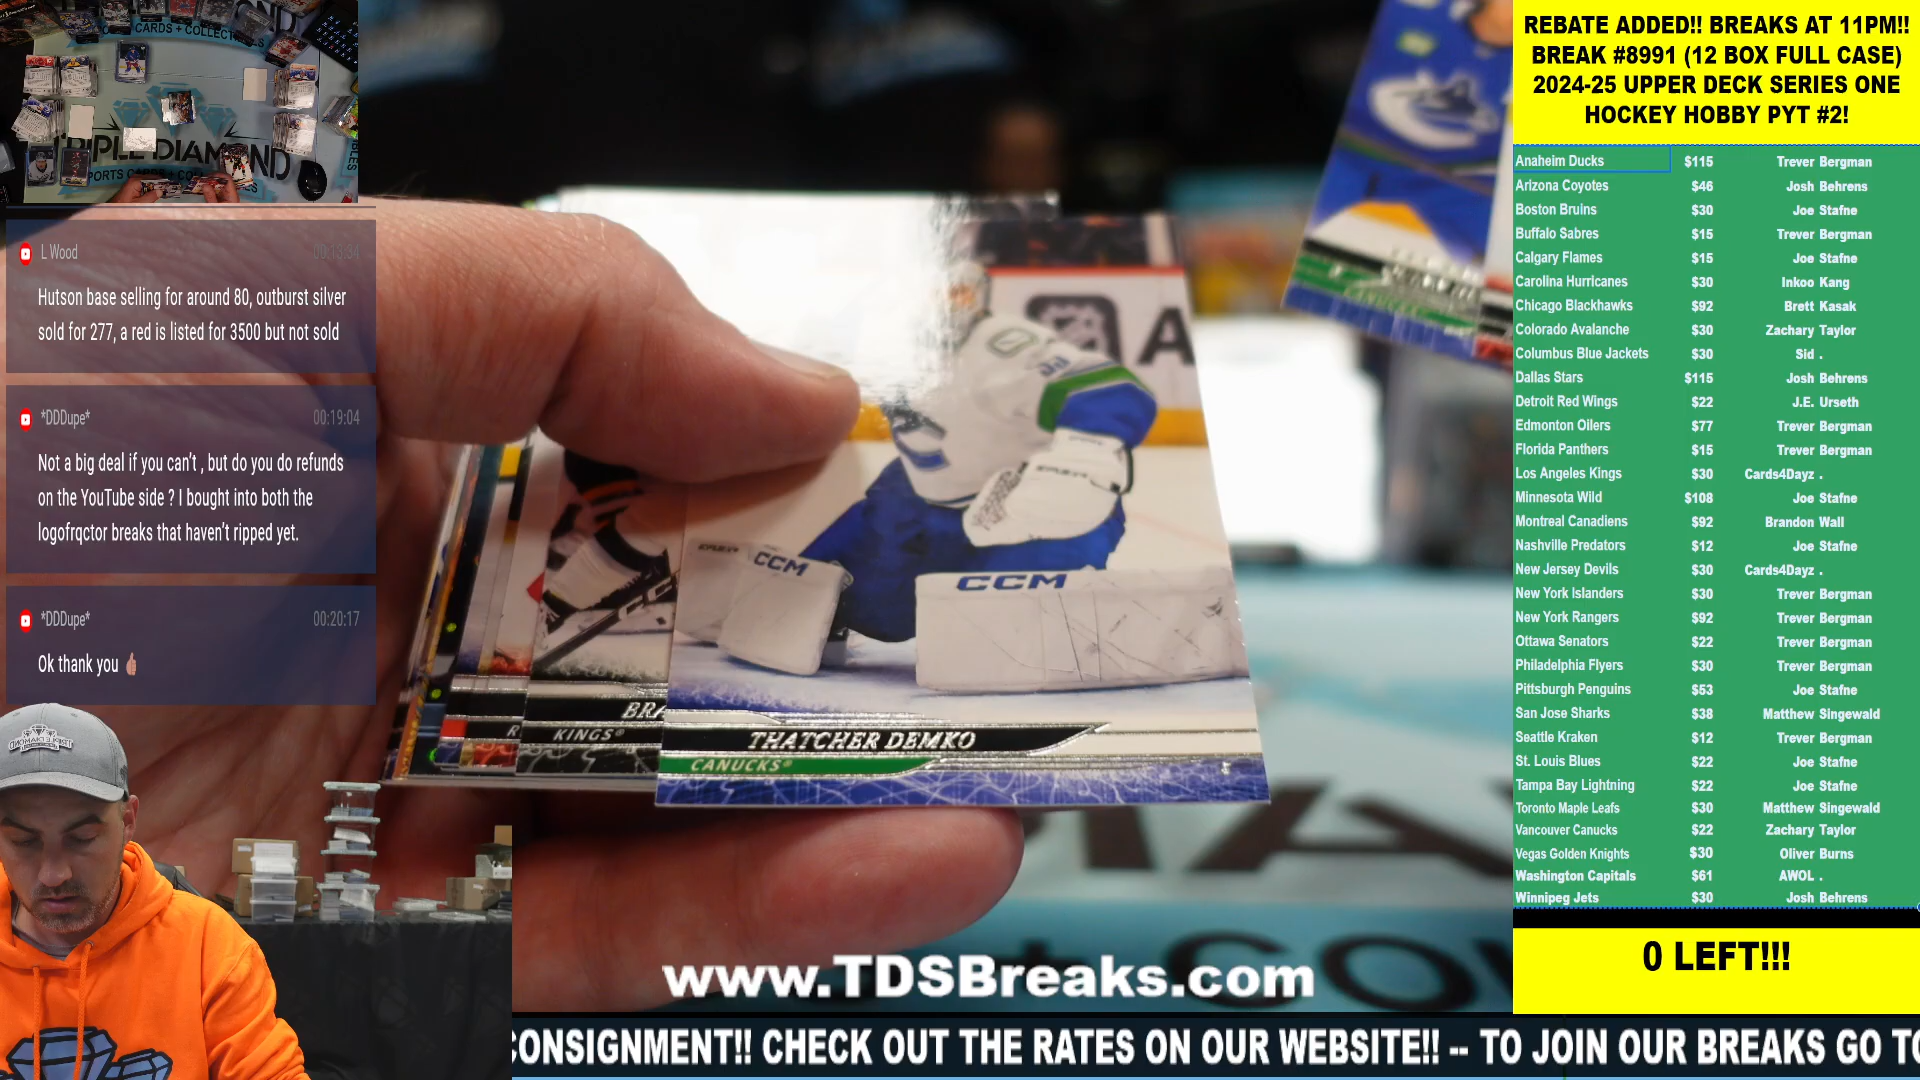 REBATE ADDED!! BREAKS AT 11PM!!
BREAK #8991 (12 BOX FULL CASE)
2024-25 UPPER DECK SERIES ONE
HOCKEY HOBBY PYT #2!
Anaheim Ducks $115 Trever Bergman
Arizona Coyotes $46 Josh Behrens
Boston Bruins $30 Joe Stafne
Buffalo Sabres $15 Trever Bergman
Calgary Flames $15 Joe Stafne
Carolina Hurricanes $30 Inkoo Kang
Chicago Blackhawks $92 Brett Kasak
Colorado Avalanche $30 Zachary Taylor
Columbus Blue Jackets $30 Sid .
Dallas Stars $115 Josh Behrens
Detroit Red Wings $22 J.E. Urseth
Edmonton Oilers $77 Trever Bergman
Florida Panthers $15 Trever Bergman
Los Angeles Kings $30 Cards4Dayz .
Minnesota Wild $108 Joe Stafne
Montreal Canadiens $92 Brandon Wall
Nashville Predators $12 Joe Stafne
New Jersey Devils $30 Cards4Dayz .
New York Islanders $30 Trever Bergman
New York Rangers $92 Trever Bergman
Ottawa Senators $22 Trever Bergman
Philadelphia Flyers $30 Trever Bergman
Pittsburgh Penguins $53 Joe Stafne
San Jose Sharks $38 Matthew Singewald
Seattle Kraken $12 Trever Bergman
St. Louis Blues $22 Joe Stafne
Tampa Bay Lightning $22 Joe Stafne
Toronto Maple Leafs $30 Matthew Singewald
Vancouver Canucks $22 Zachary Taylor
Vegas Golden Knights $30 Oliver Burns
Washington Capitals $61 AWOL .
Winnipeg Jets $30 Josh Behrens
0 LEFT!!!
L Wood 00:13:34
Hutson base selling for around 80, outburst silver
sold for 277, a red is listed for 3500 but not sold
*DDDupe* 00:19:04
Not a big deal if you can't , but do you do refunds
on the YouTube side ? I bought into both the
logofrqctor breaks that haven't ripped yet.
*DDDupe* 00:20:17
Ok thank you 👍
CCM
CCM
BRA
KINGS
THATCHER DEMKO
CANUCKS
www.TDSBreaks.com
CONSIGNMENT!! CHECK OUT THE RATES ON OUR WEBSITE!! -- TO JOIN OUR BREAKS GO TO